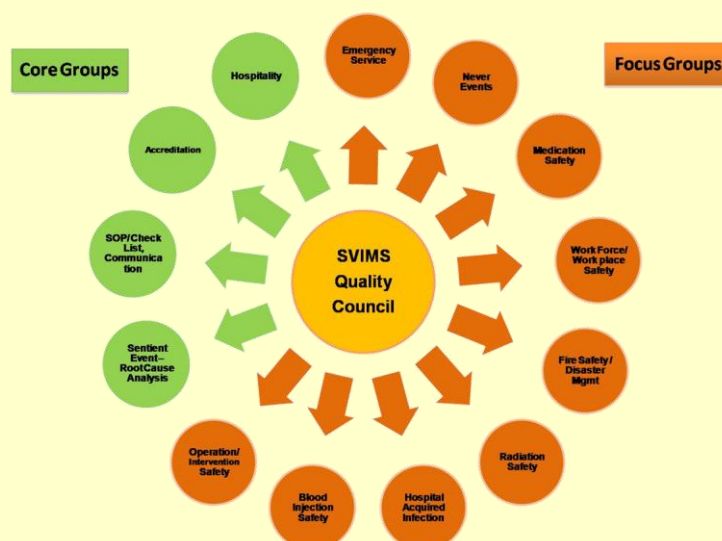 Core Groups
Focus Groups
SVIMS
Quality
Council
Emergency
Service
Never
Events
Medication
Safety
Work Force/
Work place
Safety
Fire Safety /
Disaster
Mgmt
Radiation
Safety
Hospital
Acquired
Infection
Blood
Injection
Safety
Operation/
Intervention
Safety
Sentient
Event–
Root Cause
Analysis
SOP/Check
List,
Communica
tion
Accreditation
Hospitality